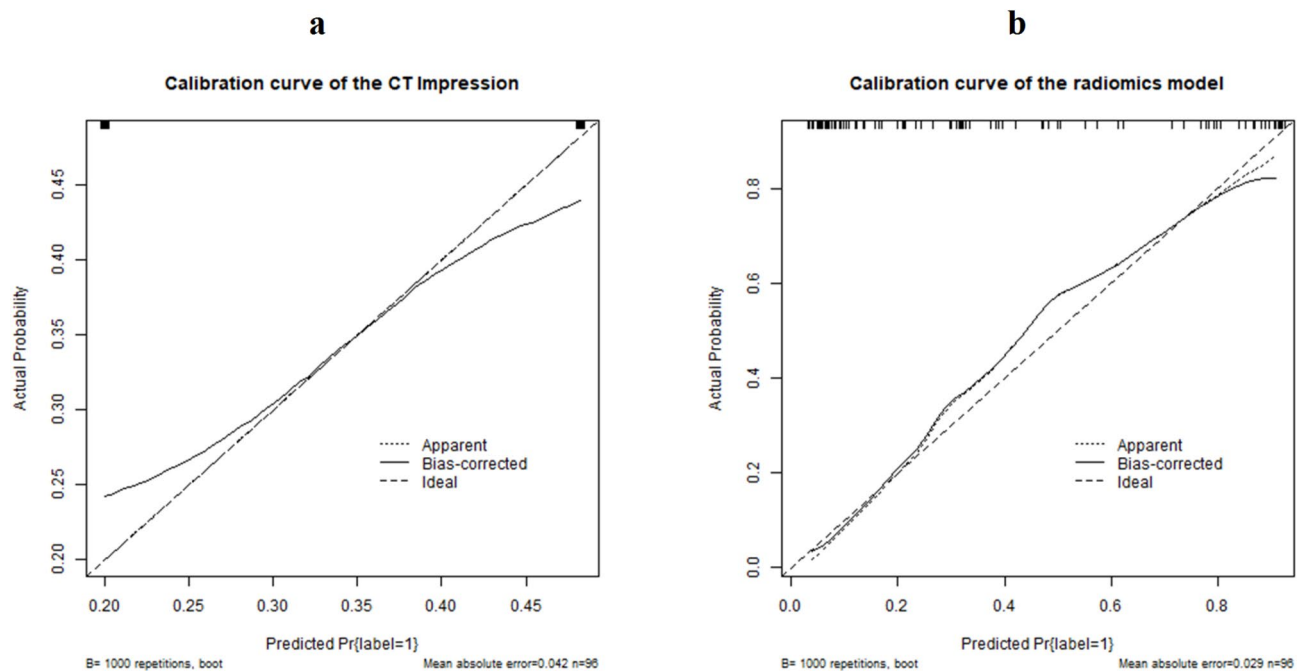 a
Calibration curve of the CT Impression
Actual Probability
0.45
0.40
0.35
0.30
0.25
0.20
Apparent
Bias-corrected
Ideal
0.20 0.25 0.30 0.35 0.40 0.45
Predicted Pr{label=1}
B= 1000 repetitions, boot Mean absolute error=0.042 n=96
b
Calibration curve of the radiomics model
Actual Probability
0.8
0.6
0.4
0.2
0.0
Apparent
Bias-corrected
Ideal
0.0 0.2 0.4 0.6 0.8
Predicted Pr{label=1}
B= 1000 repetitions, boot Mean absolute error=0.029 n=96